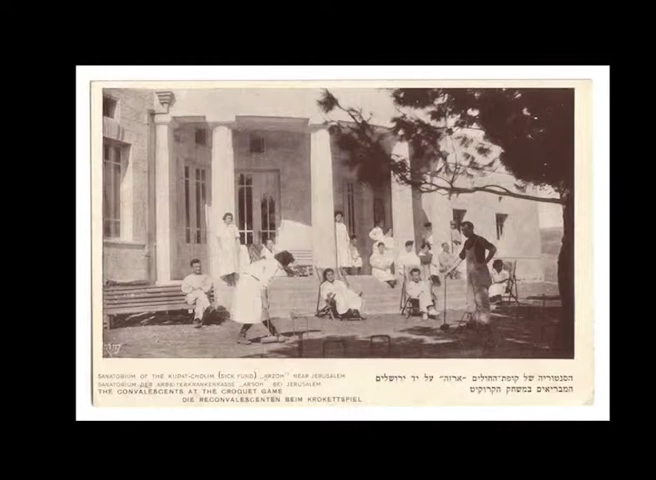 SANATORIUM OF THE KUPAT-CHOLIM (SICK FUND) „ARZOH" NEAR JERUSALEM
SANATORIUM DER ARBEITERKRANKENKASSE „ARSOH" BEI JERUSALEM
THE CONVALESCENTS AT THE CROQUET GAME
DIE RECONVALESCENTEN BEIM KROKETTSPIEL
הסנטוריה של קופת־החולים "ארזה" על יד ירושלים
המבריאים במשחק הקרוקיט